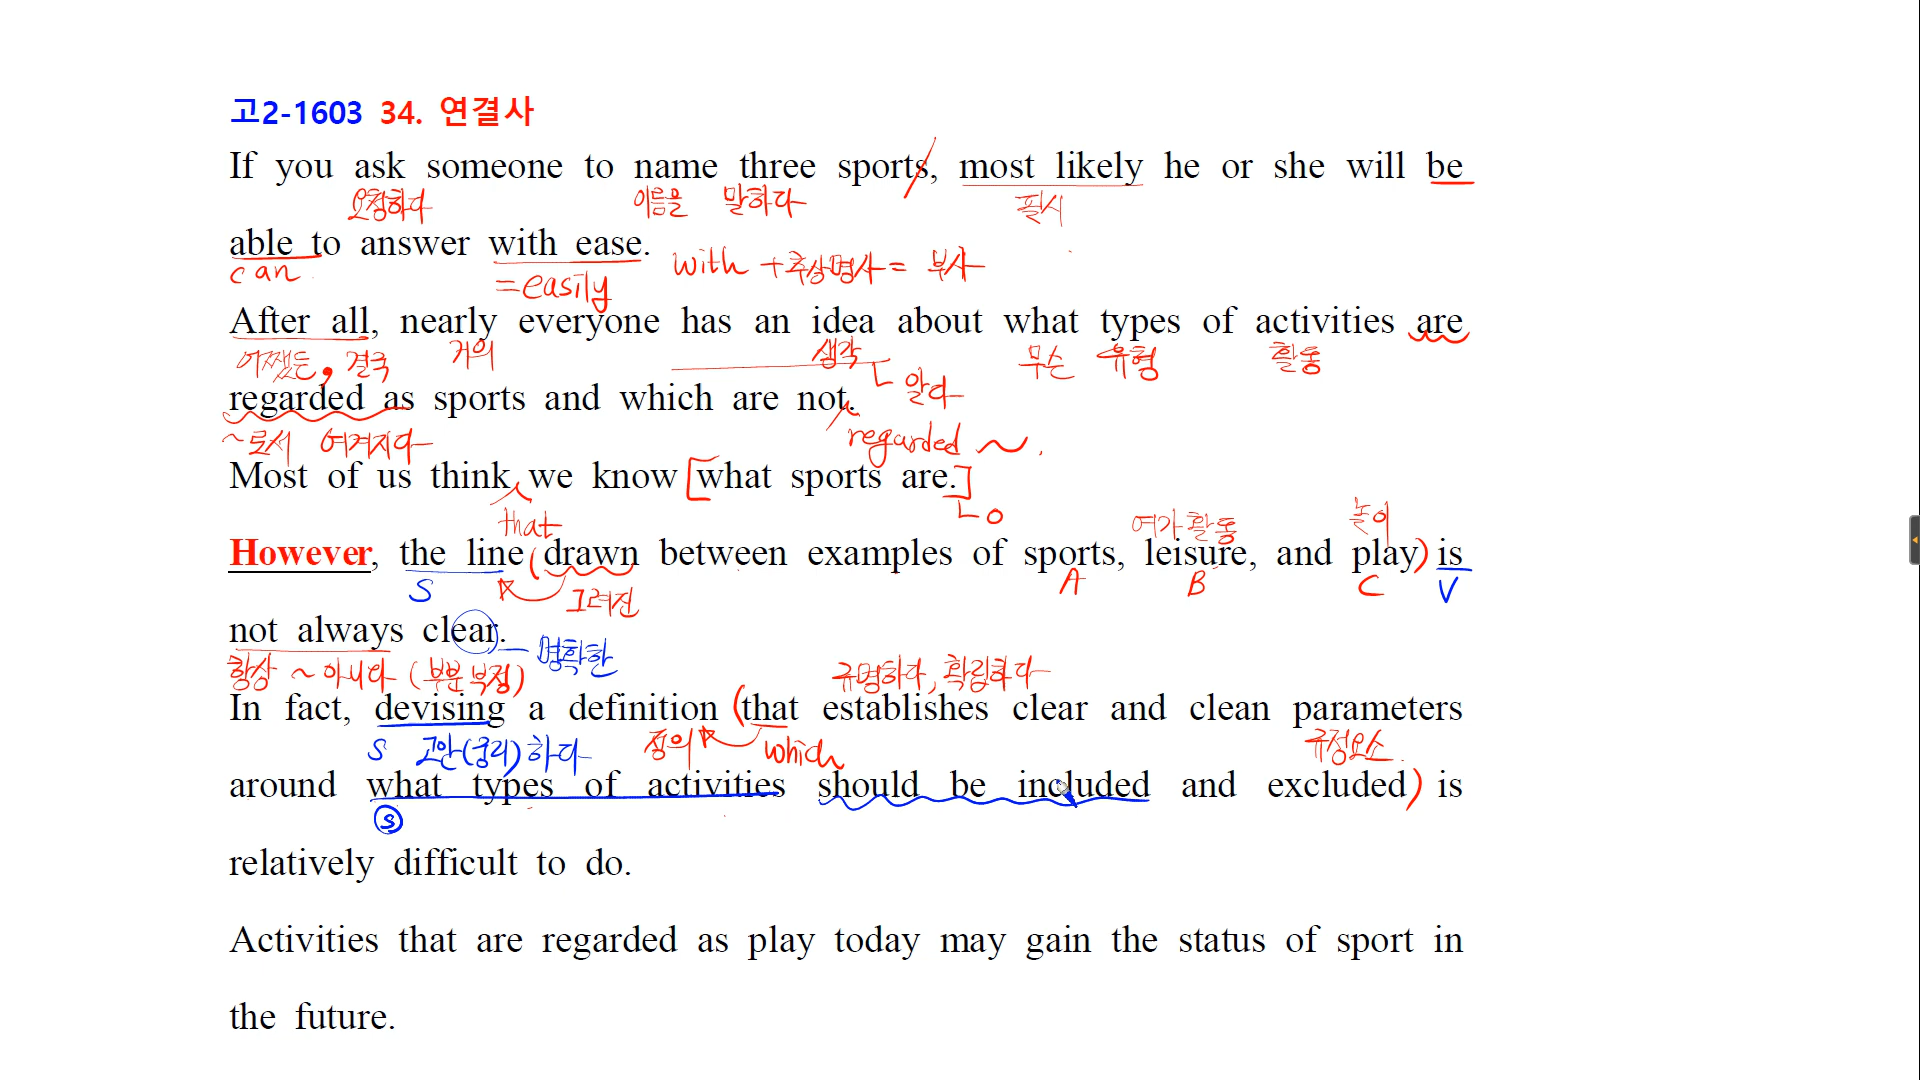 고2-1603 34. 연결사
If you ask someone to name three sports, most likely he or she will be
요청하다 이름을 말하다 필시
able to answer with ease.
can =easily with + 추상명사 = 부사
After all, nearly everyone has an idea about what types of activities are
어쨌든, 결국 거의 생각 무슨 유형 활동
알다
regarded as sports and which are not.
~로서 여겨지다 regarded ~.
Most of us think we know [what sports are.]
that o 여가 활동 놀이
However, the line (drawn between examples of sports, leisure, and play) is
S 그려진 A B C V
not always clear.
명확한
항상 ~ 아니다 (부분 부정) 규명하다, 확립하다
In fact, devising a definition (that establishes clear and clean parameters
S 고안(궁리)하다 정의 which 규정요소
around what types of activities should be included and excluded) is
S
relatively difficult to do.
Activities that are regarded as play today may gain the status of sport in
the future.